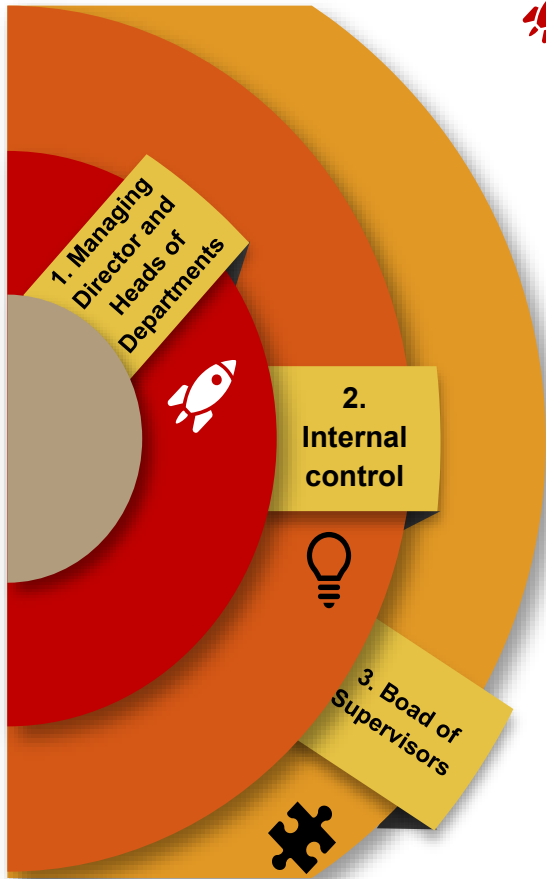 1. Managing
Director and
Heads of
Departments
2.
Internal
control
3. Boad of
Supervisors